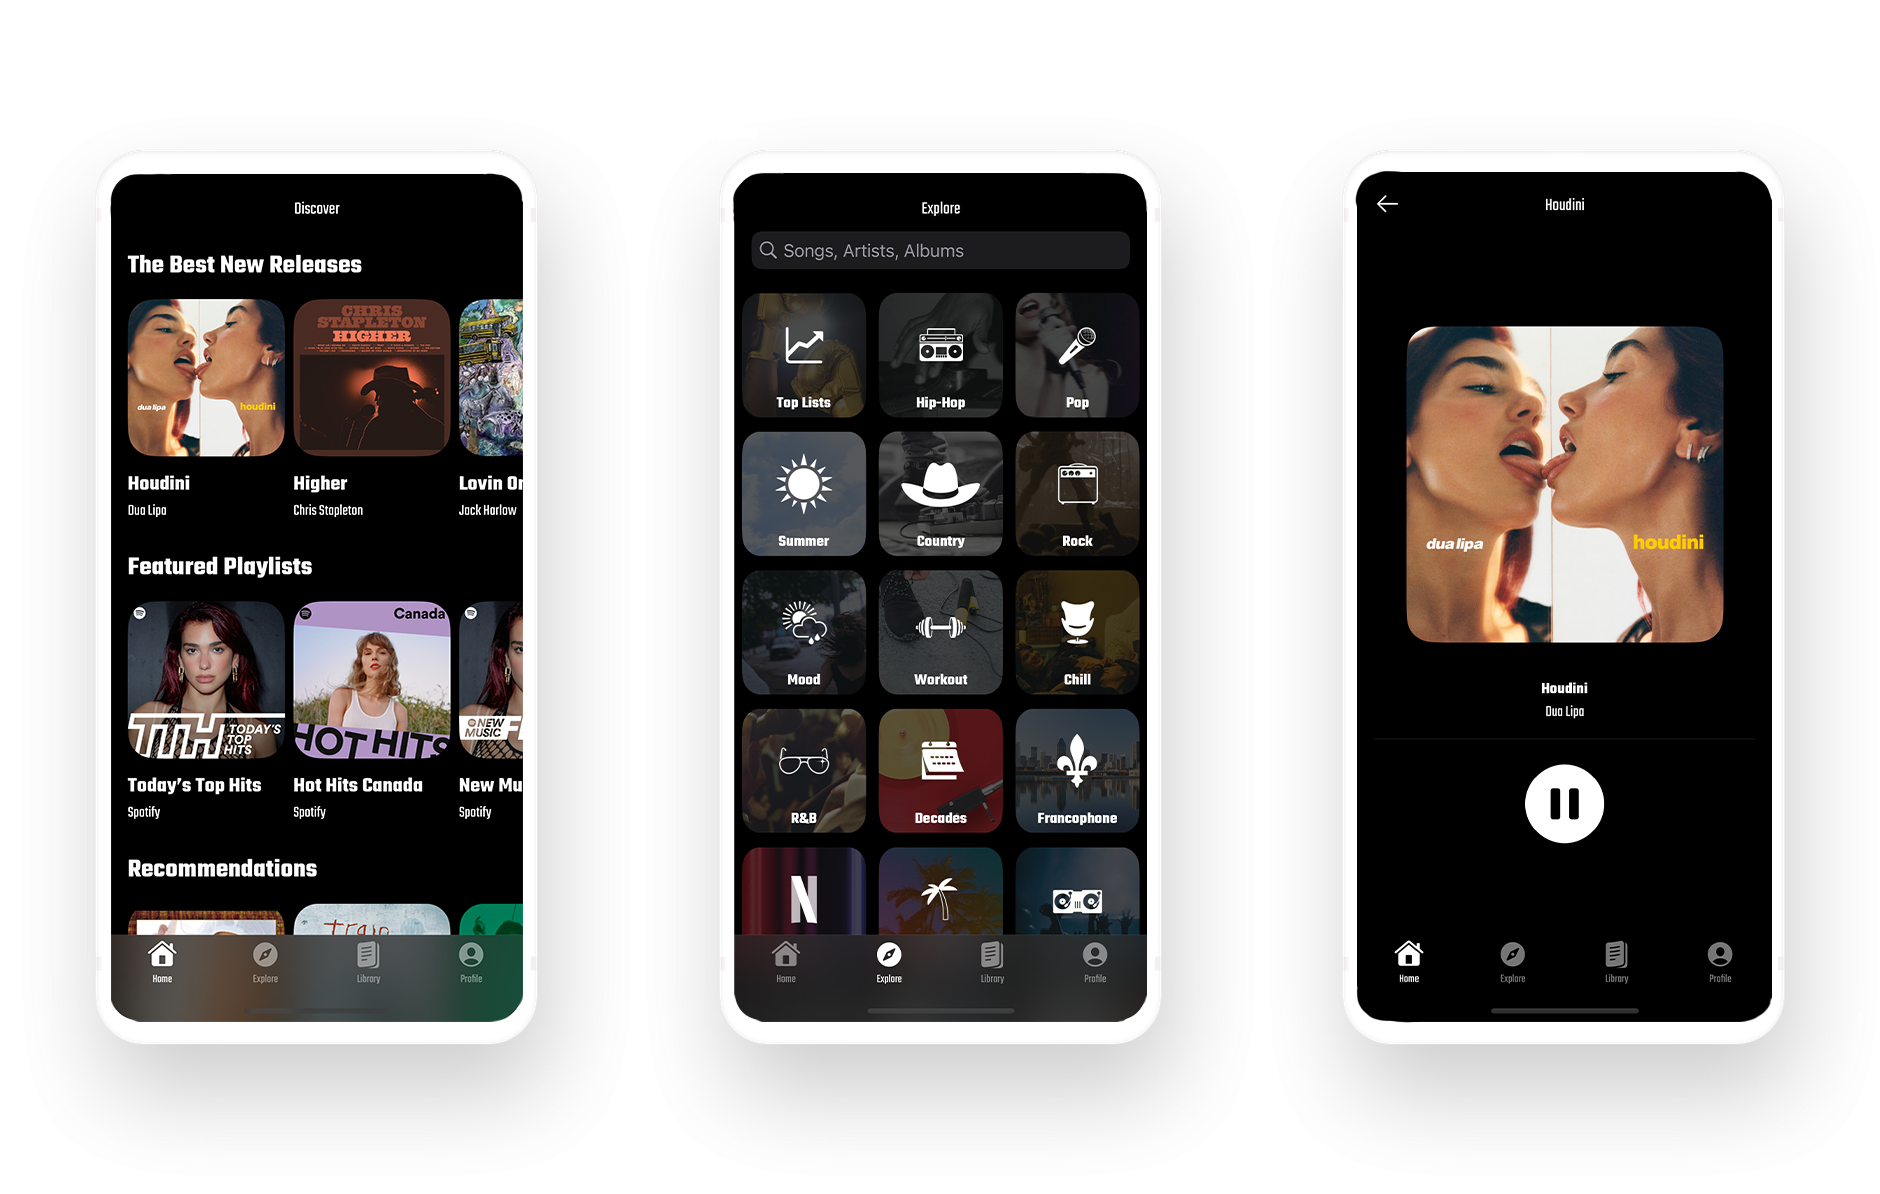 Discover
The Best New Releases
dua lipa
houdini
CHRIS
STAPLETON
HIGHER
Houdini
Dua Lipa
Higher
Chris Stapleton
Lovin On
Jack Harlow
Featured Playlists
TTH
TODAY'S
TOP
HITS
Canada
HOT HITS
NEW
MUSIC
Today's Top Hits
Spotify
Hot Hits Canada
Spotify
New Mu
Spotify
Recommendations
train
Home
Explore
Library
Profile
Explore
Songs, Artists, Albums
Top Lists
Hip-Hop
Pop
Summer
Country
Rock
Mood
Workout
Chill
R&B
Decades
Francophone
N
Home
Explore
Library
Profile
Houdini
dua lipa
houdini
Houdini
Dua Lipa
Home
Explore
Library
Profile